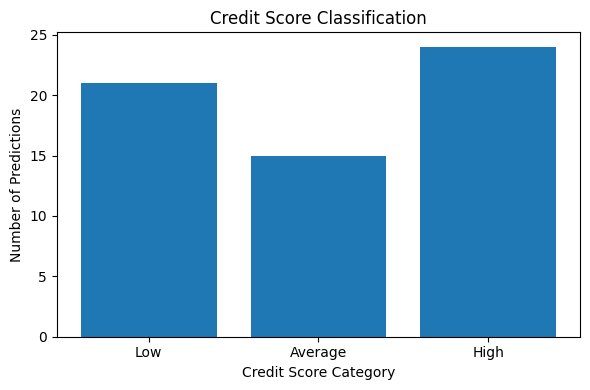 Credit Score Classification
25
20
15
10
5
0
Number of Predictions
Low Average High
Credit Score Category